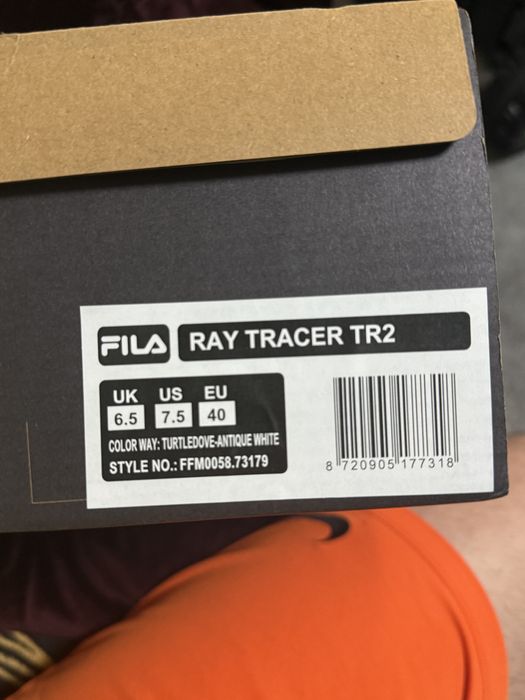 FILA RAY TRACER TR2
UK US EU
6.5 7.5 40
COLOR WAY: TURTLEDOVE-ANTIQUE WHITE
STYLE NO.: FFM0058.73179
8 720905 177318